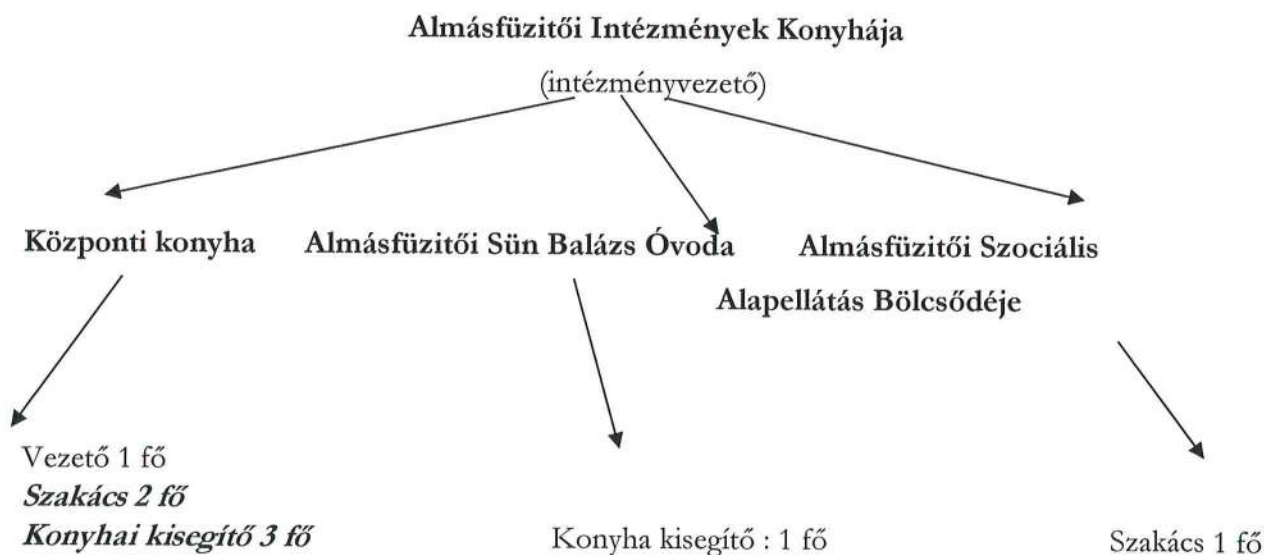 Almásfüzitői Intézmények Konyhája
(intézményvezető)
Központi konyha
Almásfüzitői Sün Balázs Óvoda
Almásfüzitői Szociális
Alapellátás Bölcsődéje
Vezető 1 fő
Szakács 2 fő
Konyhai kisegítő 3 fő
Konyha kisegítő : 1 fő
Szakács 1 fő